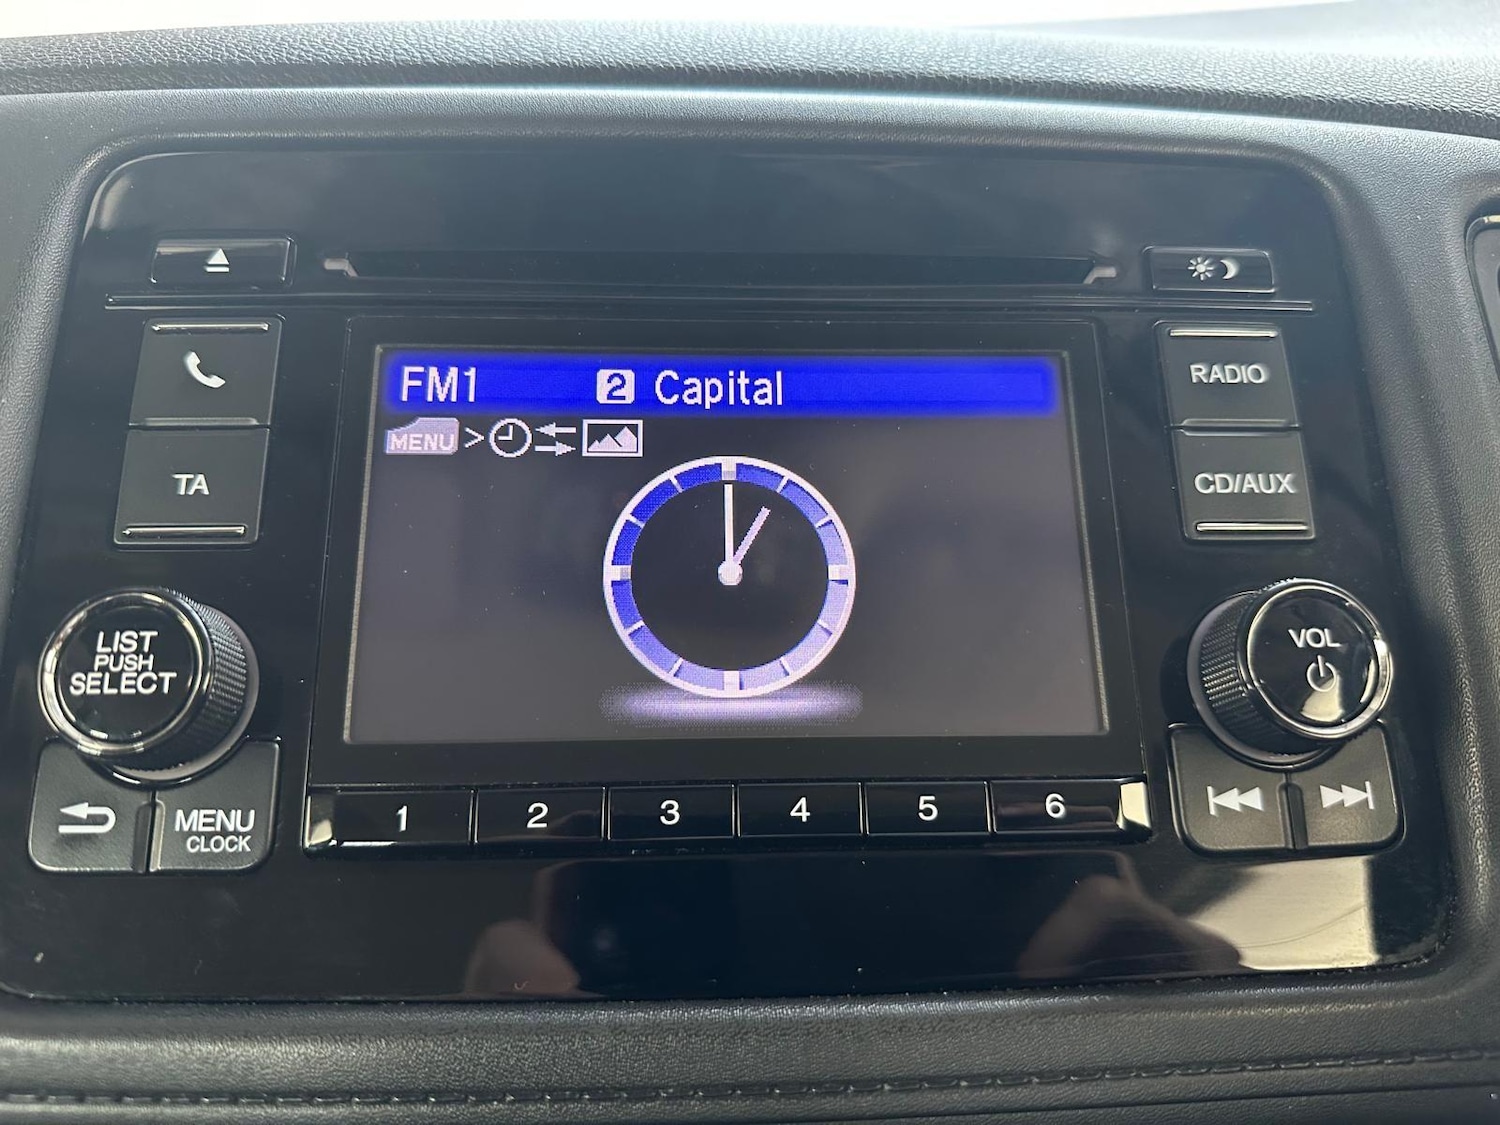 FM1 2 Capital
MENU >
RADIO
TA
CD/AUX
LIST
PUSH
SELECT
VOL
MENU
CLOCK
1 2 3 4 5 6